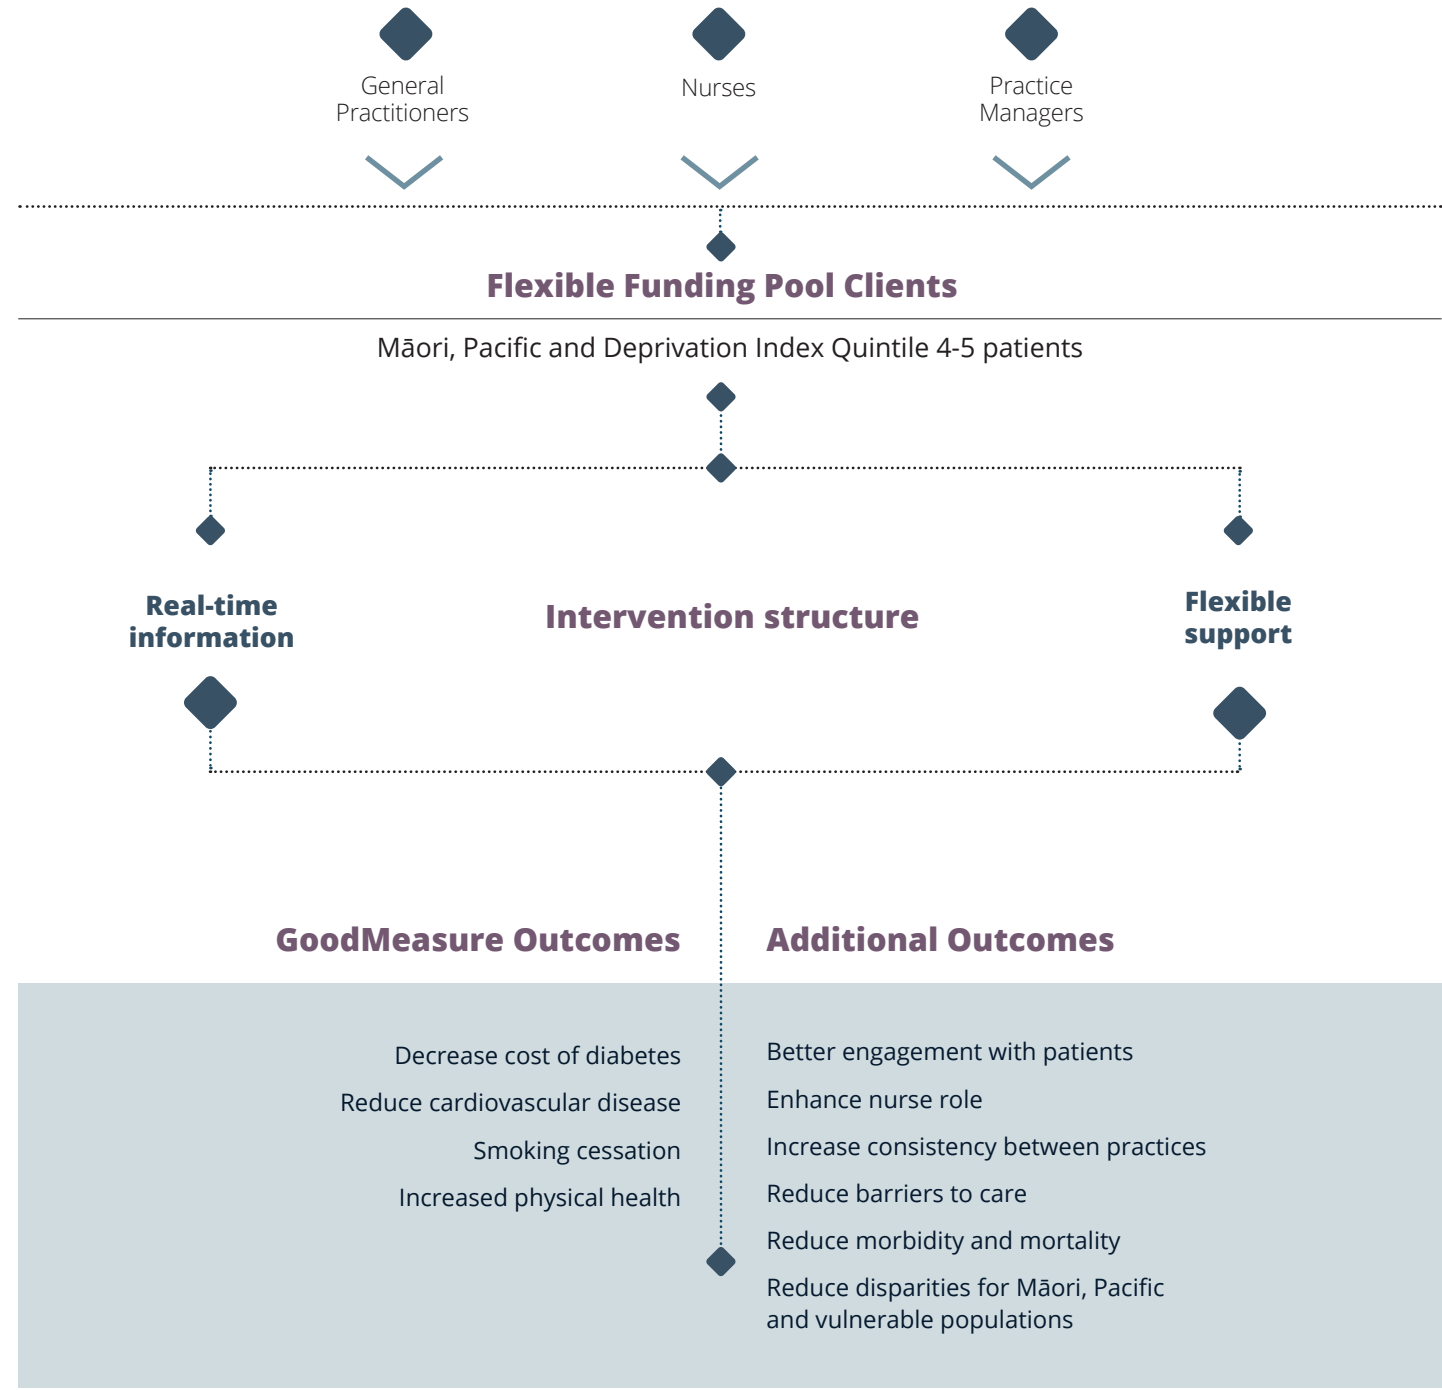 General
Practitioners
Nurses
Practice
Managers
Flexible Funding Pool Clients
Māori, Pacific and Deprivation Index Quintile 4-5 patients
Real-time
information
Intervention structure
Flexible
support
GoodMeasure Outcomes
Decrease cost of diabetes
Reduce cardiovascular disease
Smoking cessation
Increased physical health
Additional Outcomes
Better engagement with patients
Enhance nurse role
Increase consistency between practices
Reduce barriers to care
Reduce morbidity and mortality
Reduce disparities for Māori, Pacific
and vulnerable populations